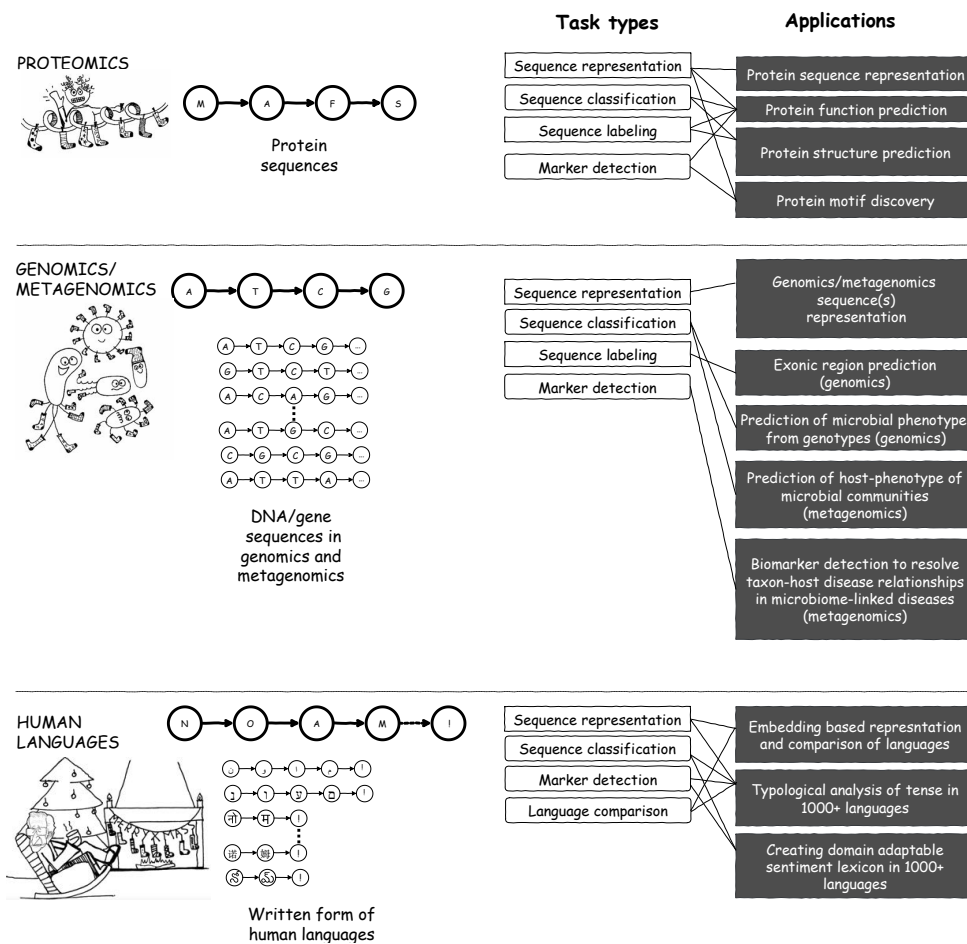 Task types
Applications
PROTEOMICS
M A F S
Protein
sequences
Sequence representation
Sequence classification
Sequence labeling
Marker detection
Protein sequence representation
Protein function prediction
Protein structure prediction
Protein motif discovery
GENOMICS/
METAGENOMICS
A T C G
A T C G ...
G T C T ...
A C A G ...
A T G C ...
C G C G ...
A T T A ...
DNA/gene
sequences in
genomics and
metagenomics
Sequence representation
Sequence classification
Sequence labeling
Marker detection
Genomics/metagenomics
sequence(s)
representation
Exonic region prediction
(genomics)
Prediction of microbial phenotype
from genotypes (genomics)
Prediction of host-phenotype of
microbial communities
(metagenomics)
Biomarker detection to resolve
taxon-host disease relationships
in microbiome-linked diseases
(metagenomics)
HUMAN
LANGUAGES
N O A M !
ن و ا م !
נ ו ע ם !
नो म !
诺 姆 !
నో ము !
Written form of
human languages
Sequence representation
Sequence classification
Marker detection
Language comparison
Embedding based represntation
and comparison of languages
Typological analysis of tense in
1000+ languages
Creating domain adaptable
sentiment lexicon in 1000+
languages